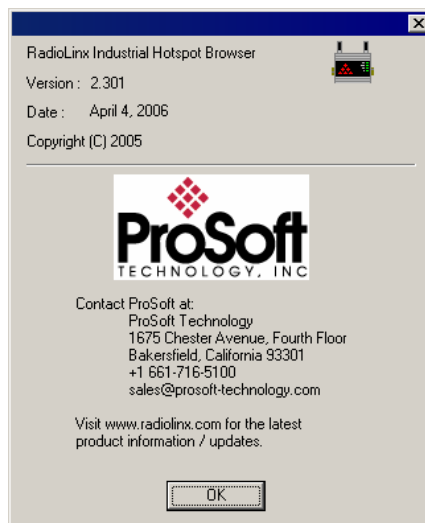 RadioLinx Industrial Hotspot Browser
Version : 2.301
Date : April 4, 2006
Copyright (C) 2005
ProSoft
TECHNOLOGY, INC
Contact ProSoft at:
ProSoft Technology
1675 Chester Avenue, Fourth Floor
Bakersfield, California 93301
+1 661-716-5100
sales@prosoft-technology.com
Visit www.radiolinx.com for the latest
product information / updates.
OK